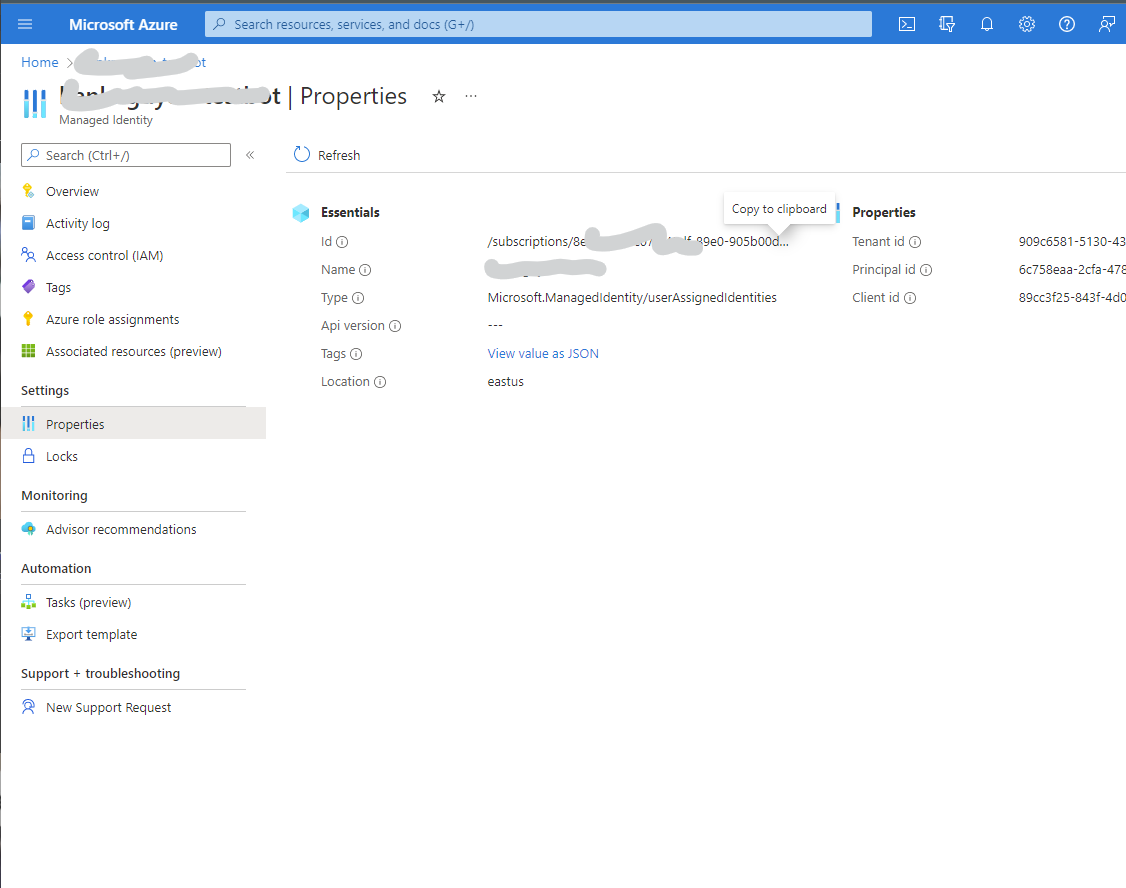 Microsoft Azure
Search resources, services, and docs (G+/)
Home
| Properties
Managed Identity
Search (Ctrl+/)
«
Refresh
Overview
Activity log
Access control (IAM)
Tags
Azure role assignments
Associated resources (preview)
Settings
Properties
Locks
Monitoring
Advisor recommendations
Automation
Tasks (preview)
Export template
Support + troubleshooting
New Support Request
Essentials
Copy to clipboard
Id
/subscriptions/8e 89e0-905b00d...
Name
Type
Microsoft.ManagedIdentity/userAssignedIdentities
Api version
---
Tags
View value as JSON
Location
eastus
Properties
Tenant id
909c6581-5130-43
Principal id
6c758eaa-2cfa-478
Client id
89cc3f25-843f-4d0